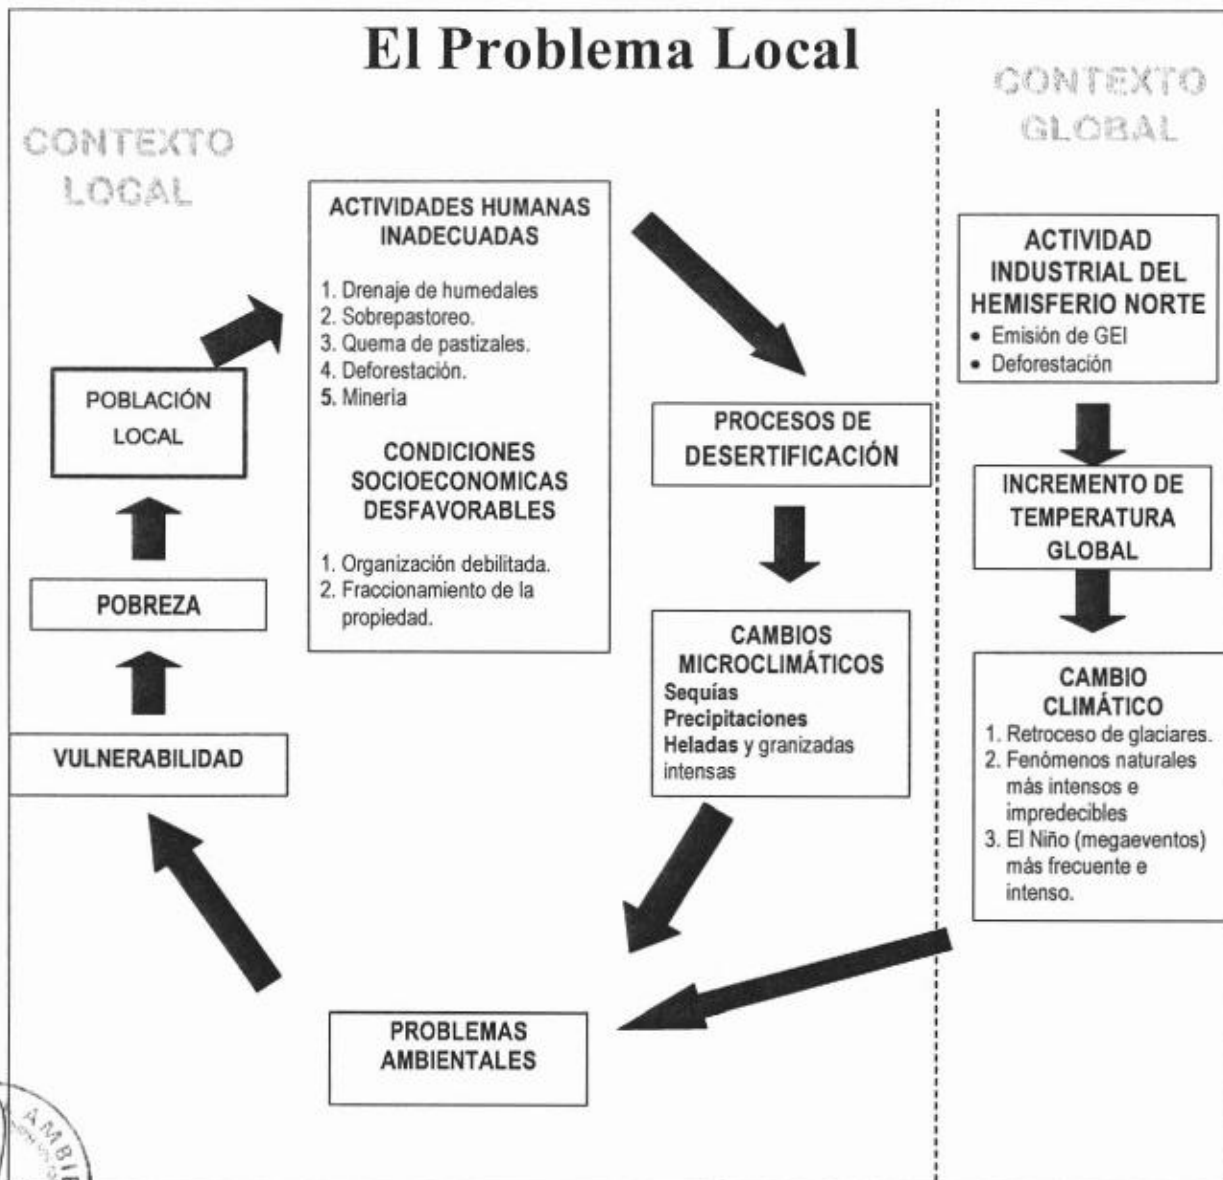 El Problema Local
CONTEXTO
LOCAL
CONTEXTO
GLOBAL
ACTIVIDADES HUMANAS
INADECUADAS
1. Drenaje de humedales
2. Sobrepastoreo.
3. Quema de pastizales.
4. Deforestación.
5. Minería
CONDICIONES
SOCIOECONOMICAS
DESFAVORABLES
1. Organización debilitada.
2. Fraccionamiento de la
propiedad.
POBLACIÓN
LOCAL
POBREZA
VULNERABILIDAD
PROCESOS DE
DESERTIFICACIÓN
CAMBIOS
MICROCLIMÁTICOS
Sequías
Precipitaciones
Heladas y granizadas
intensas
PROBLEMAS
AMBIENTALES
ACTIVIDAD
INDUSTRIAL DEL
HEMISFERIO NORTE
• Emisión de GEI
• Deforestación
INCREMENTO DE
TEMPERATURA
GLOBAL
CAMBIO
CLIMÁTICO
1. Retroceso de glaciares.
2. Fenómenos naturales
más intensos e
impredecibles
3. El Niño (megaeventos)
más frecuente e
intenso.